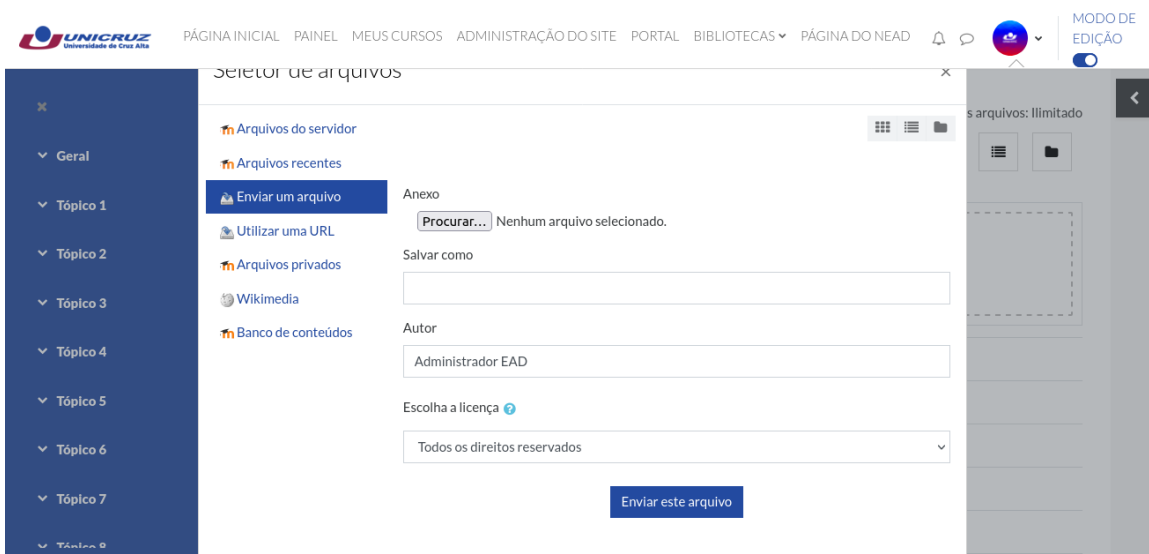 UNICRUZ
Universidade de Cruz Alta
PÁGINA INICIAL PAINEL MEUS CURSOS ADMINISTRAÇÃO DO SITE PORTAL BIBLIOTECAS PÁGINA DO NEAD
MODO DE
EDIÇÃO
Seletor de arquivos
×
s arquivos: Ilimitado
Geral
Tópico 1
Tópico 2
Tópico 3
Tópico 4
Tópico 5
Tópico 6
Tópico 7
Tópico 8
Arquivos do servidor
Arquivos recentes
Enviar um arquivo
Utilizar uma URL
Arquivos privados
Wikimedia
Banco de conteúdos
Anexo
Procurar... Nenhum arquivo selecionado.
Salvar como
Autor
Administrador EAD
Escolha a licença
Todos os direitos reservados
Enviar este arquivo